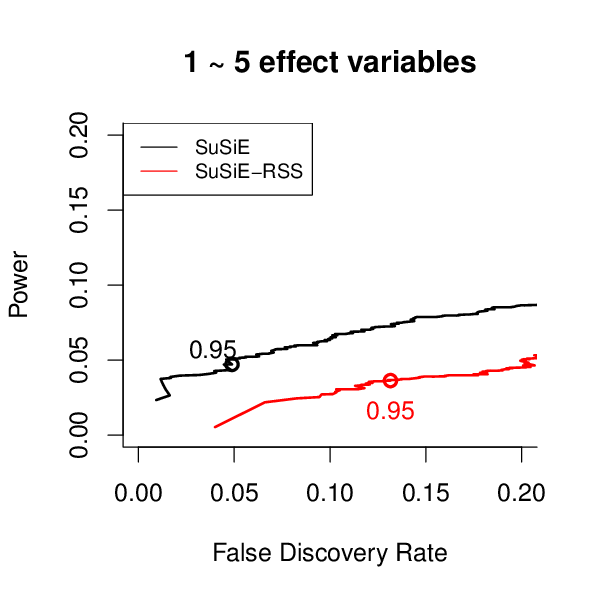 1 ~ 5 effect variables
SuSiE
SuSiE−RSS
Power
0.20
0.15
0.10
0.05
0.00
0.95
0.95
0.00 0.05 0.10 0.15 0.20
False Discovery Rate